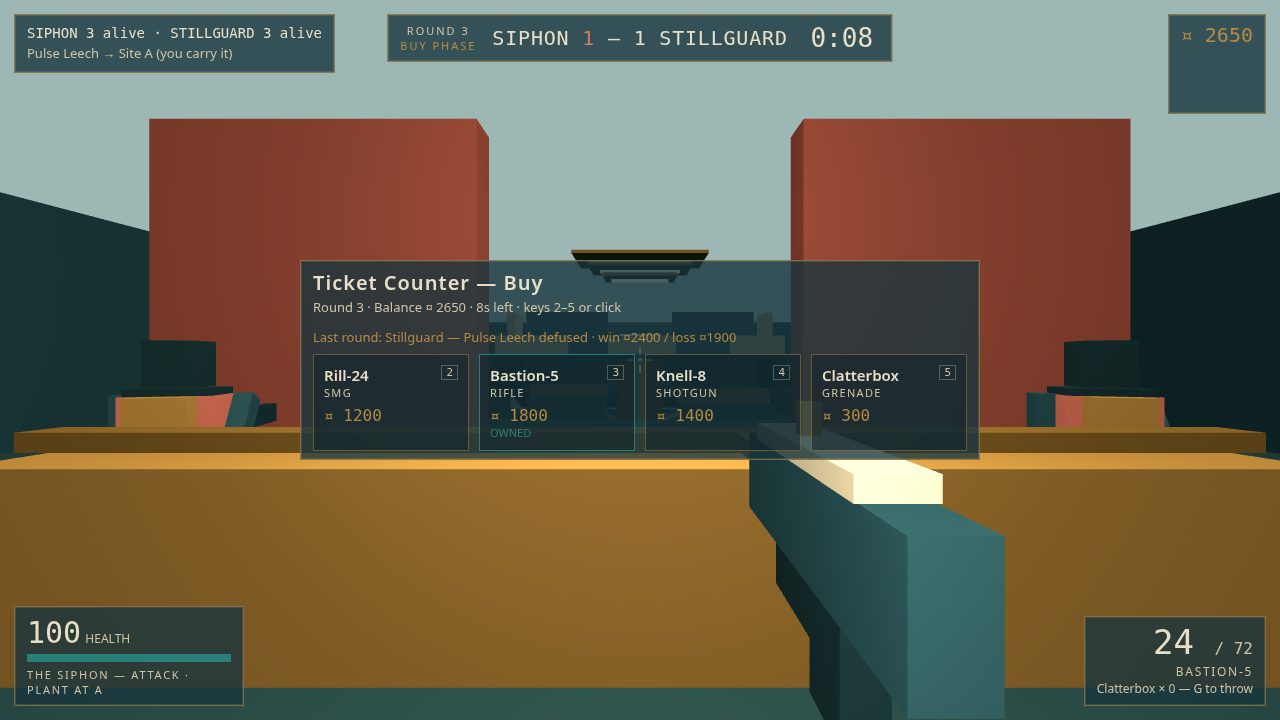 SIPHON 3 alive · STILLGUARD 3 alive
Pulse Leech → Site A (you carry it)
ROUND 3
BUY PHASE
SIPHON 1 — 1 STILLGUARD 0:08
¤ 2650
Ticket Counter — Buy
Round 3 · Balance ¤ 2650 · 8s left · keys 2–5 or click
Last round: Stillguard — Pulse Leech defused · win ¤2400 / loss ¤1900
Rill-24 2
SMG
¤ 1200
Bastion-5 3
RIFLE
¤ 1800
OWNED
Knell-8 4
SHOTGUN
¤ 1400
Clatterbox 5
GRENADE
¤ 300
100 HEALTH
THE SIPHON — ATTACK ·
PLANT AT A
24 / 72
BASTION-5
Clatterbox × 0 — G to throw